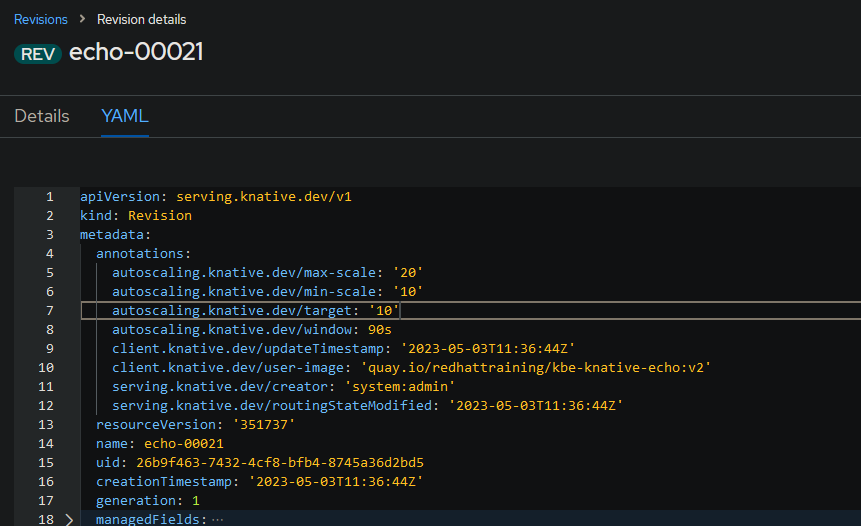 Revisions > Revision details
REV echo-00021
Details YAML
1 apiVersion: serving.knative.dev/v1
2 kind: Revision
3 metadata:
4 annotations:
5 autoscaling.knative.dev/max-scale: '20'
6 autoscaling.knative.dev/min-scale: '10'
7 autoscaling.knative.dev/target: '10'
8 autoscaling.knative.dev/window: 90s
9 client.knative.dev/updateTimestamp: '2023-05-03T11:36:44Z'
10 client.knative.dev/user-image: 'quay.io/redhattraining/kbe-knative-echo:v2'
11 serving.knative.dev/creator: 'system:admin'
12 serving.knative.dev/routingStateModified: '2023-05-03T11:36:44Z'
13 resourceVersion: '351737'
14 name: echo-00021
15 uid: 26b9f463-7432-4cf8-bfb4-8745a36d2bd5
16 creationTimestamp: '2023-05-03T11:36:44Z'
17 generation: 1
18 > managedFields: ···